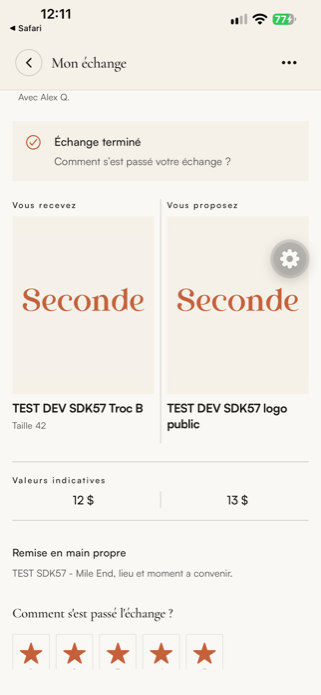 12:11
77
◀ Safari
Mon échange
•••
Avec Alex Q.
Échange terminé
Comment s'est passé votre échange ?
Vous recevez
Vous proposez
Seconde
Seconde
TEST DEV SDK57 Troc B
Taille 42
TEST DEV SDK57 logo
public
Valeurs indicatives
12 $
13 $
Remise en main propre
TEST SDK57 - Mile End, lieu et moment a convenir.
Comment s'est passé l'échange ?